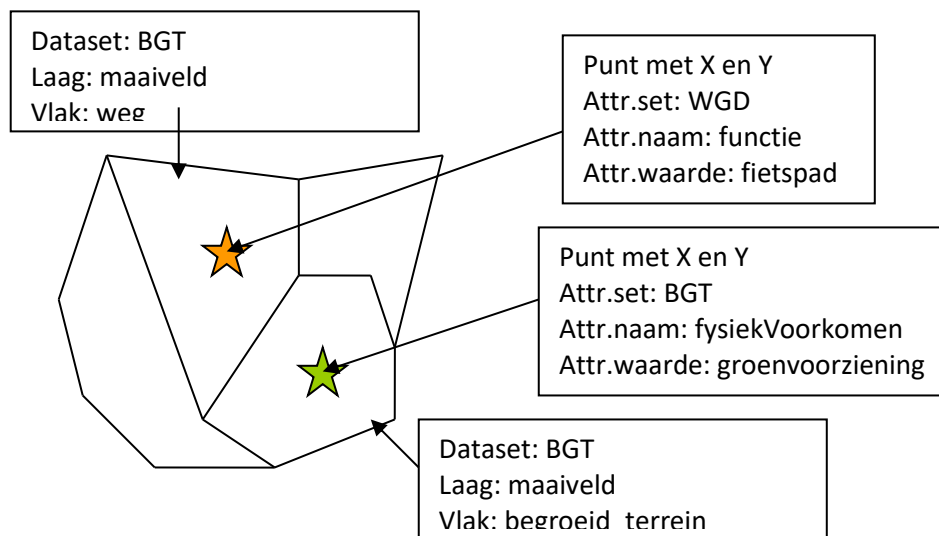 Dataset: BGT
Laag: maaiveld
Vlak: weg
Punt met X en Y
Attr.set: WGD
Attr.naam: functie
Attr.waarde: fietspad
Punt met X en Y
Attr.set: BGT
Attr.naam: fysiekVoorkomen
Attr.waarde: groenvoorziening
Dataset: BGT
Laag: maaiveld
Vlak: begroeid_terrein